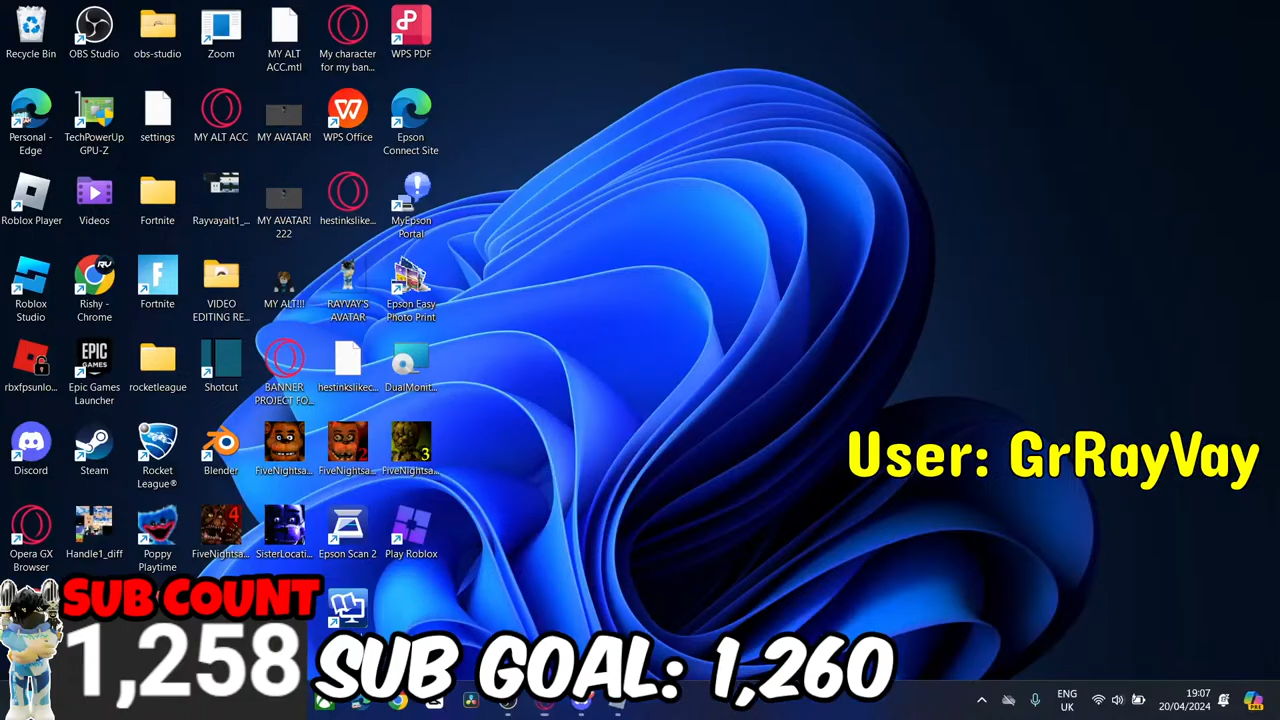 Recycle Bin
OBS Studio
obs-studio
Zoom
MY ALT
ACC.mtl
My character
for my ban...
WPS PDF
Personal -
Edge
TechPowerUp
GPU-Z
settings
MY ALT ACC
MY AVATAR!
WPS Office
Epson
Connect Site
Roblox Player
Videos
Fortnite
Rayvayalt1_...
MY AVATAR!
222
hestinkslike...
MyEpson
Portal
Roblox
Studio
Rishy -
Chrome
Fortnite
VIDEO
EDITING RE...
MY ALT!!!
RAYVAY'S
AVATAR
Epson Easy
Photo Print
rbxfpsunlo...
EPIC
GAMES
Epic Games
Launcher
rocketleague
Shotcut
BANNER
PROJECT FO...
hestinkslikec...
DualMonit...
Discord
Steam
Rocket
League®
Blender
FiveNightsa...
2
FiveNightsa...
3
FiveNightsa...
User: GrRayVay
Opera GX
Browser
Handle1_diff
Poppy
Playtime
4
FiveNightsa...
SisterLocati...
Epson Scan 2
Play Roblox
SUB COUNT
1,258
SUB GOAL: 1,260
ENG
UK
19:07
20/04/2024